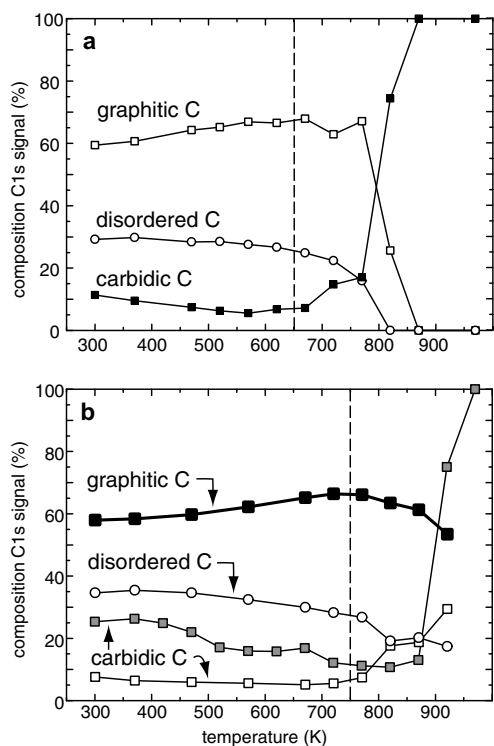 100
a
80
graphitic C
60
composition C1s signal (%)
40
disordered C
20
carbidic C
0
300 400 500 600 700 800 900
100
b
80
graphitic C
60
composition C1s signal (%)
disordered C
40
20
carbidic C
0
300 400 500 600 700 800 900
temperature (K)